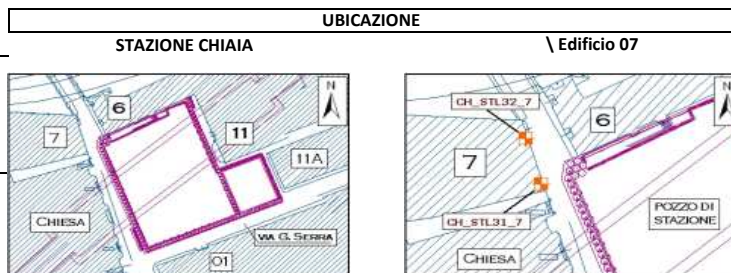 UBICAZIONE
STAZIONE CHIAIA
\ Edificio 07
N
6
7
11
11A
CHIESA
VIA G. SERRA
01
N
CH_STL32_7
6
7
POZZO DI
STAZIONE
CH_STL31_7
CHIESA